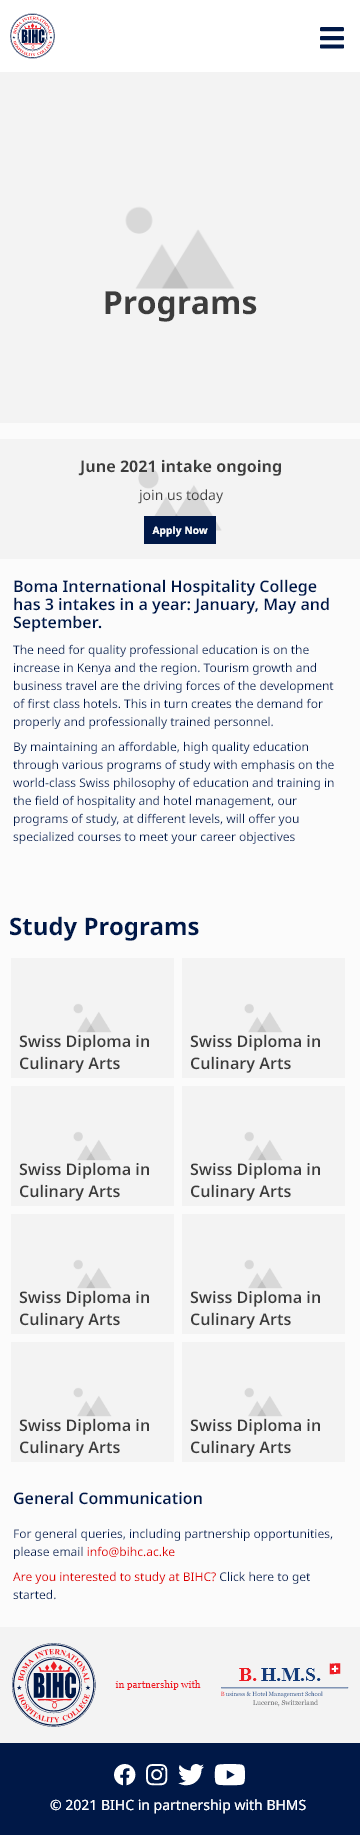 BOMA INTERNATIONAL
BIHC
HOSPITALITY COLLEGE
Programs
June 2021 intake ongoing
join us today
Apply Now
Boma International Hospitality College
has 3 intakes in a year: January, May and
September.
The need for quality professional education is on the
increase in Kenya and the region. Tourism growth and
business travel are the driving forces of the development
of first class hotels. This in turn creates the demand for
properly and professionally trained personnel.
By maintaining an affordable, high quality education
through various programs of study with emphasis on the
world-class Swiss philosophy of education and training in
the field of hospitality and hotel management, our
programs of study, at different levels, will offer you
specialized courses to meet your career objectives
Study Programs
Swiss Diploma in
Culinary Arts
Swiss Diploma in
Culinary Arts
Swiss Diploma in
Culinary Arts
Swiss Diploma in
Culinary Arts
Swiss Diploma in
Culinary Arts
Swiss Diploma in
Culinary Arts
Swiss Diploma in
Culinary Arts
Swiss Diploma in
Culinary Arts
General Communication
For general queries, including partnership opportunities,
please email info@bihc.ac.ke
Are you interested to study at BIHC? Click here to get
started.
BOMA INTERNATIONAL
BIHC
HOSPITALITY COLLEGE
in partnership with
B. H.M.S.
Business & Hotel Management School
Lucerne, Switzerland
© 2021 BIHC in partnership with BHMS